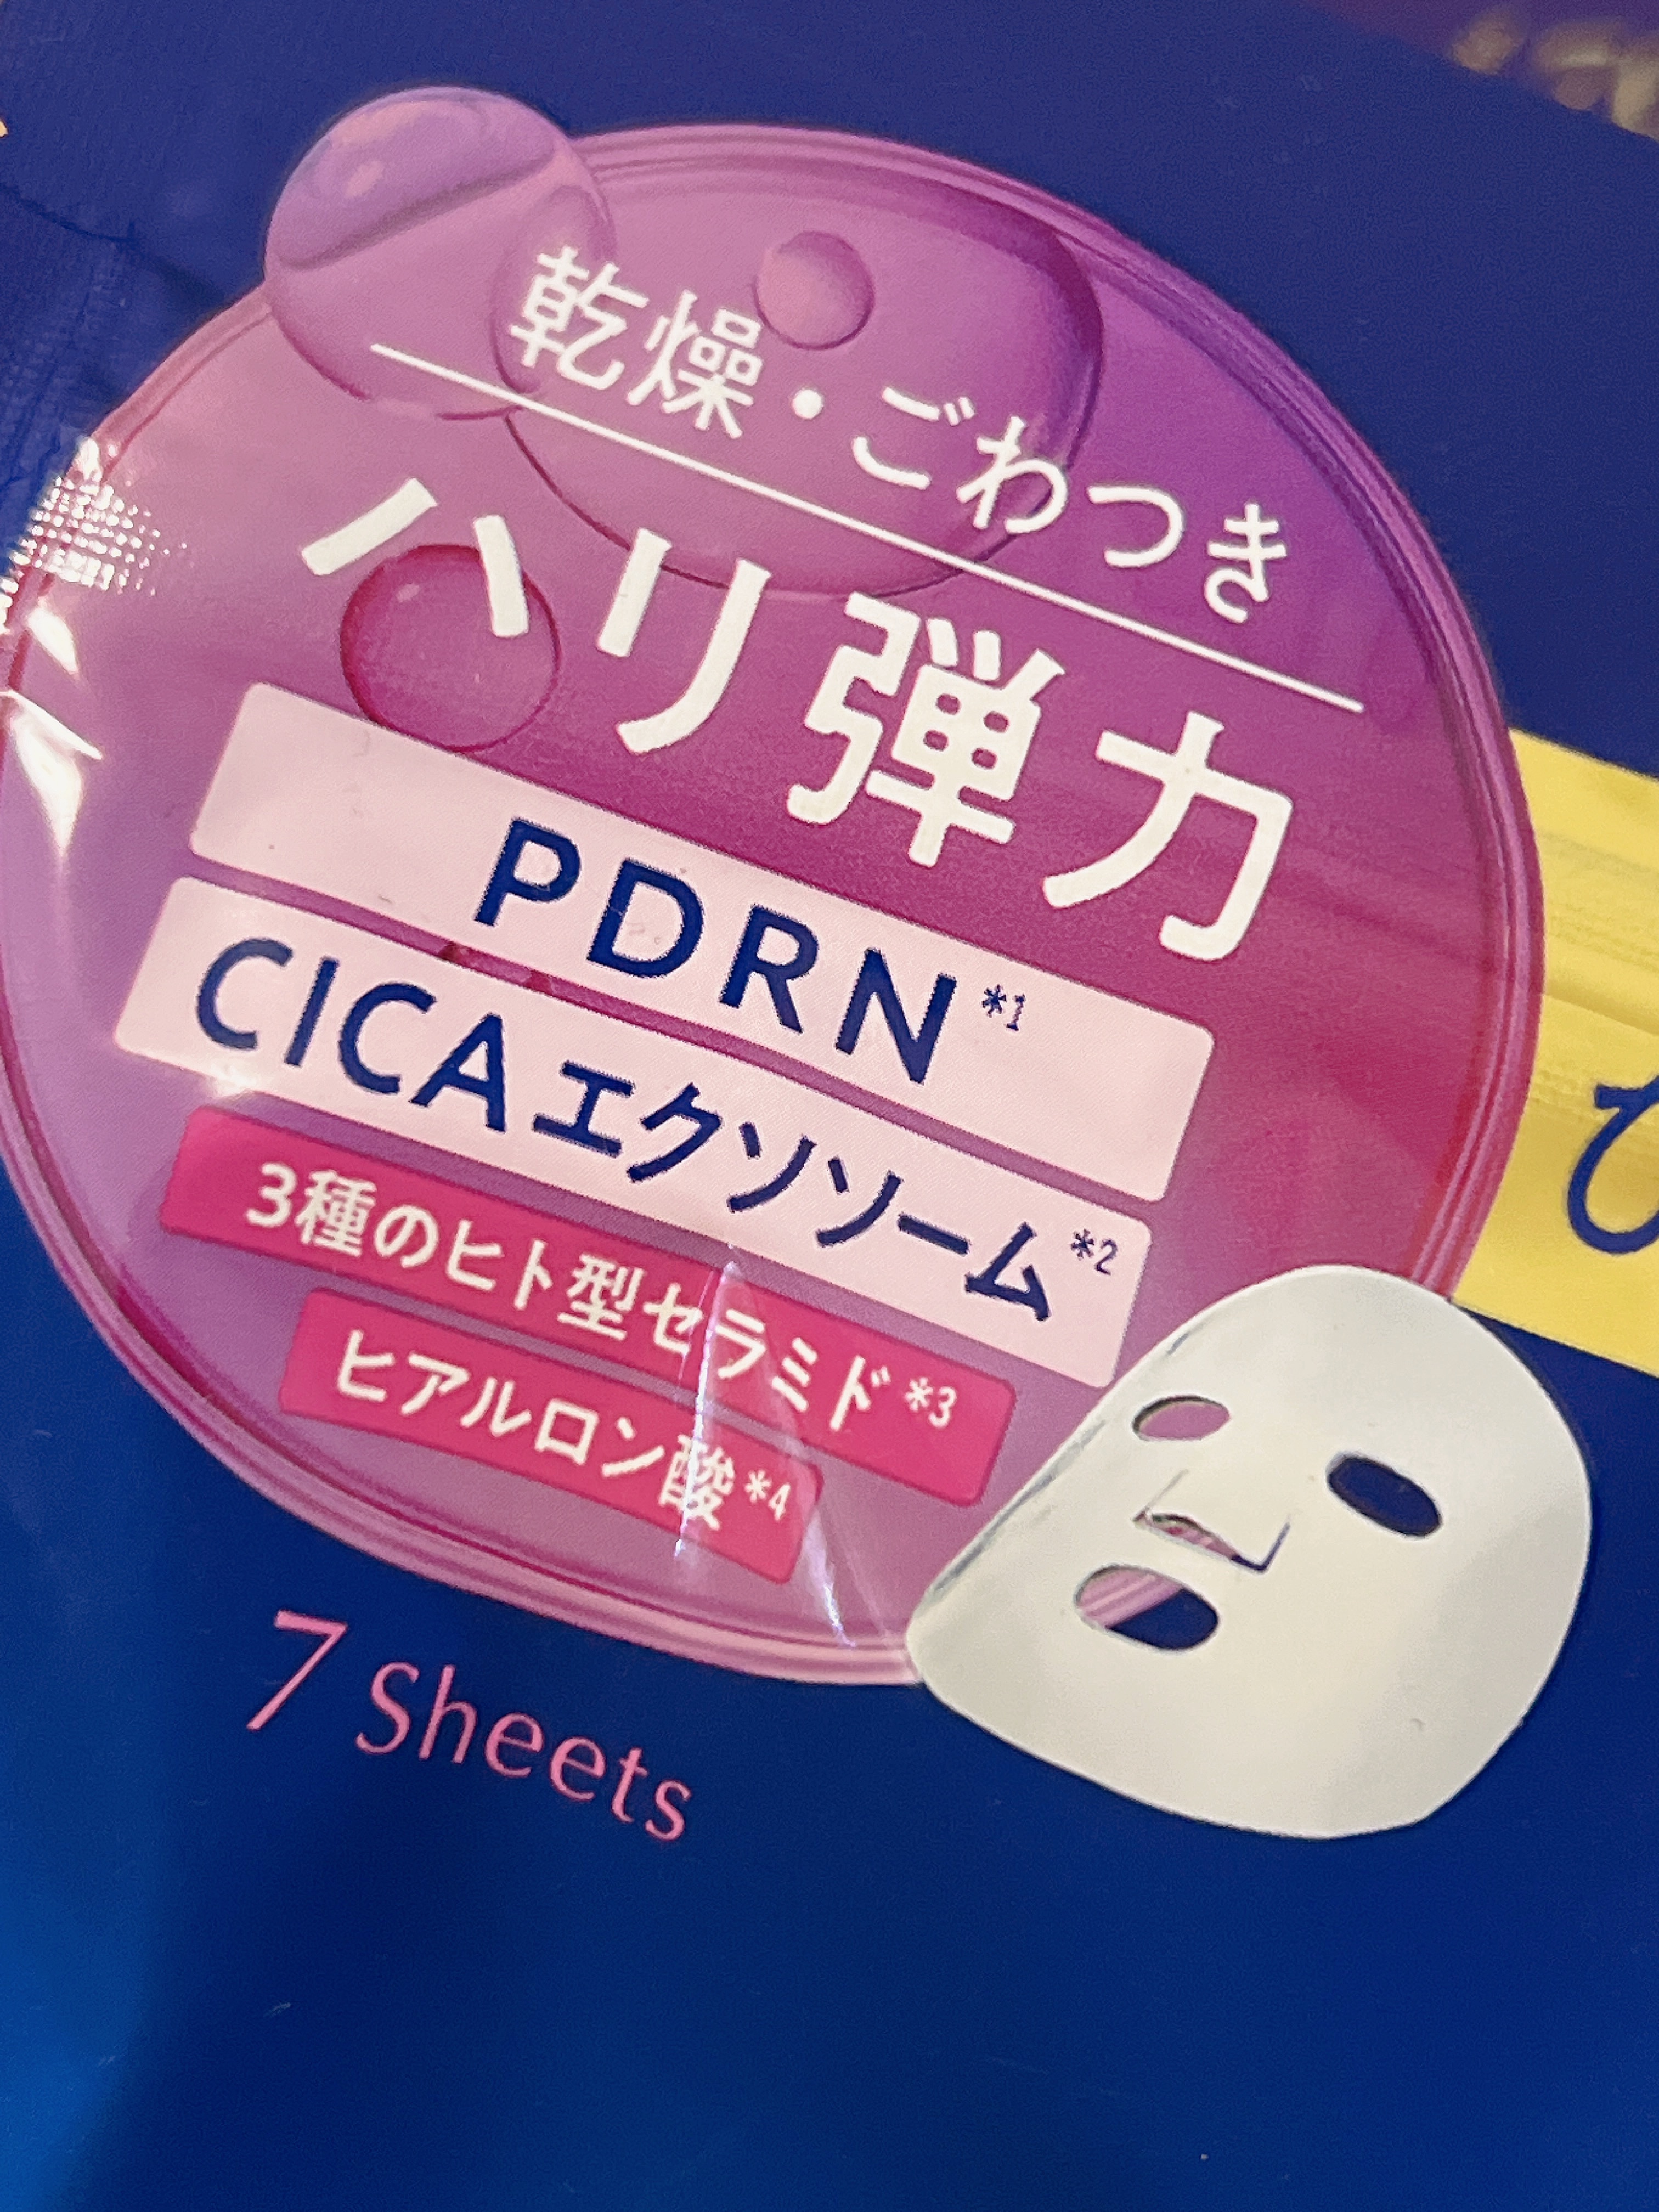 乾燥・ごわつき
ハリ弾力
PDRN*1
CICAエクソソーム*2
3種のヒト型セラミド*3
ヒアルロン酸*4
7 Sheets